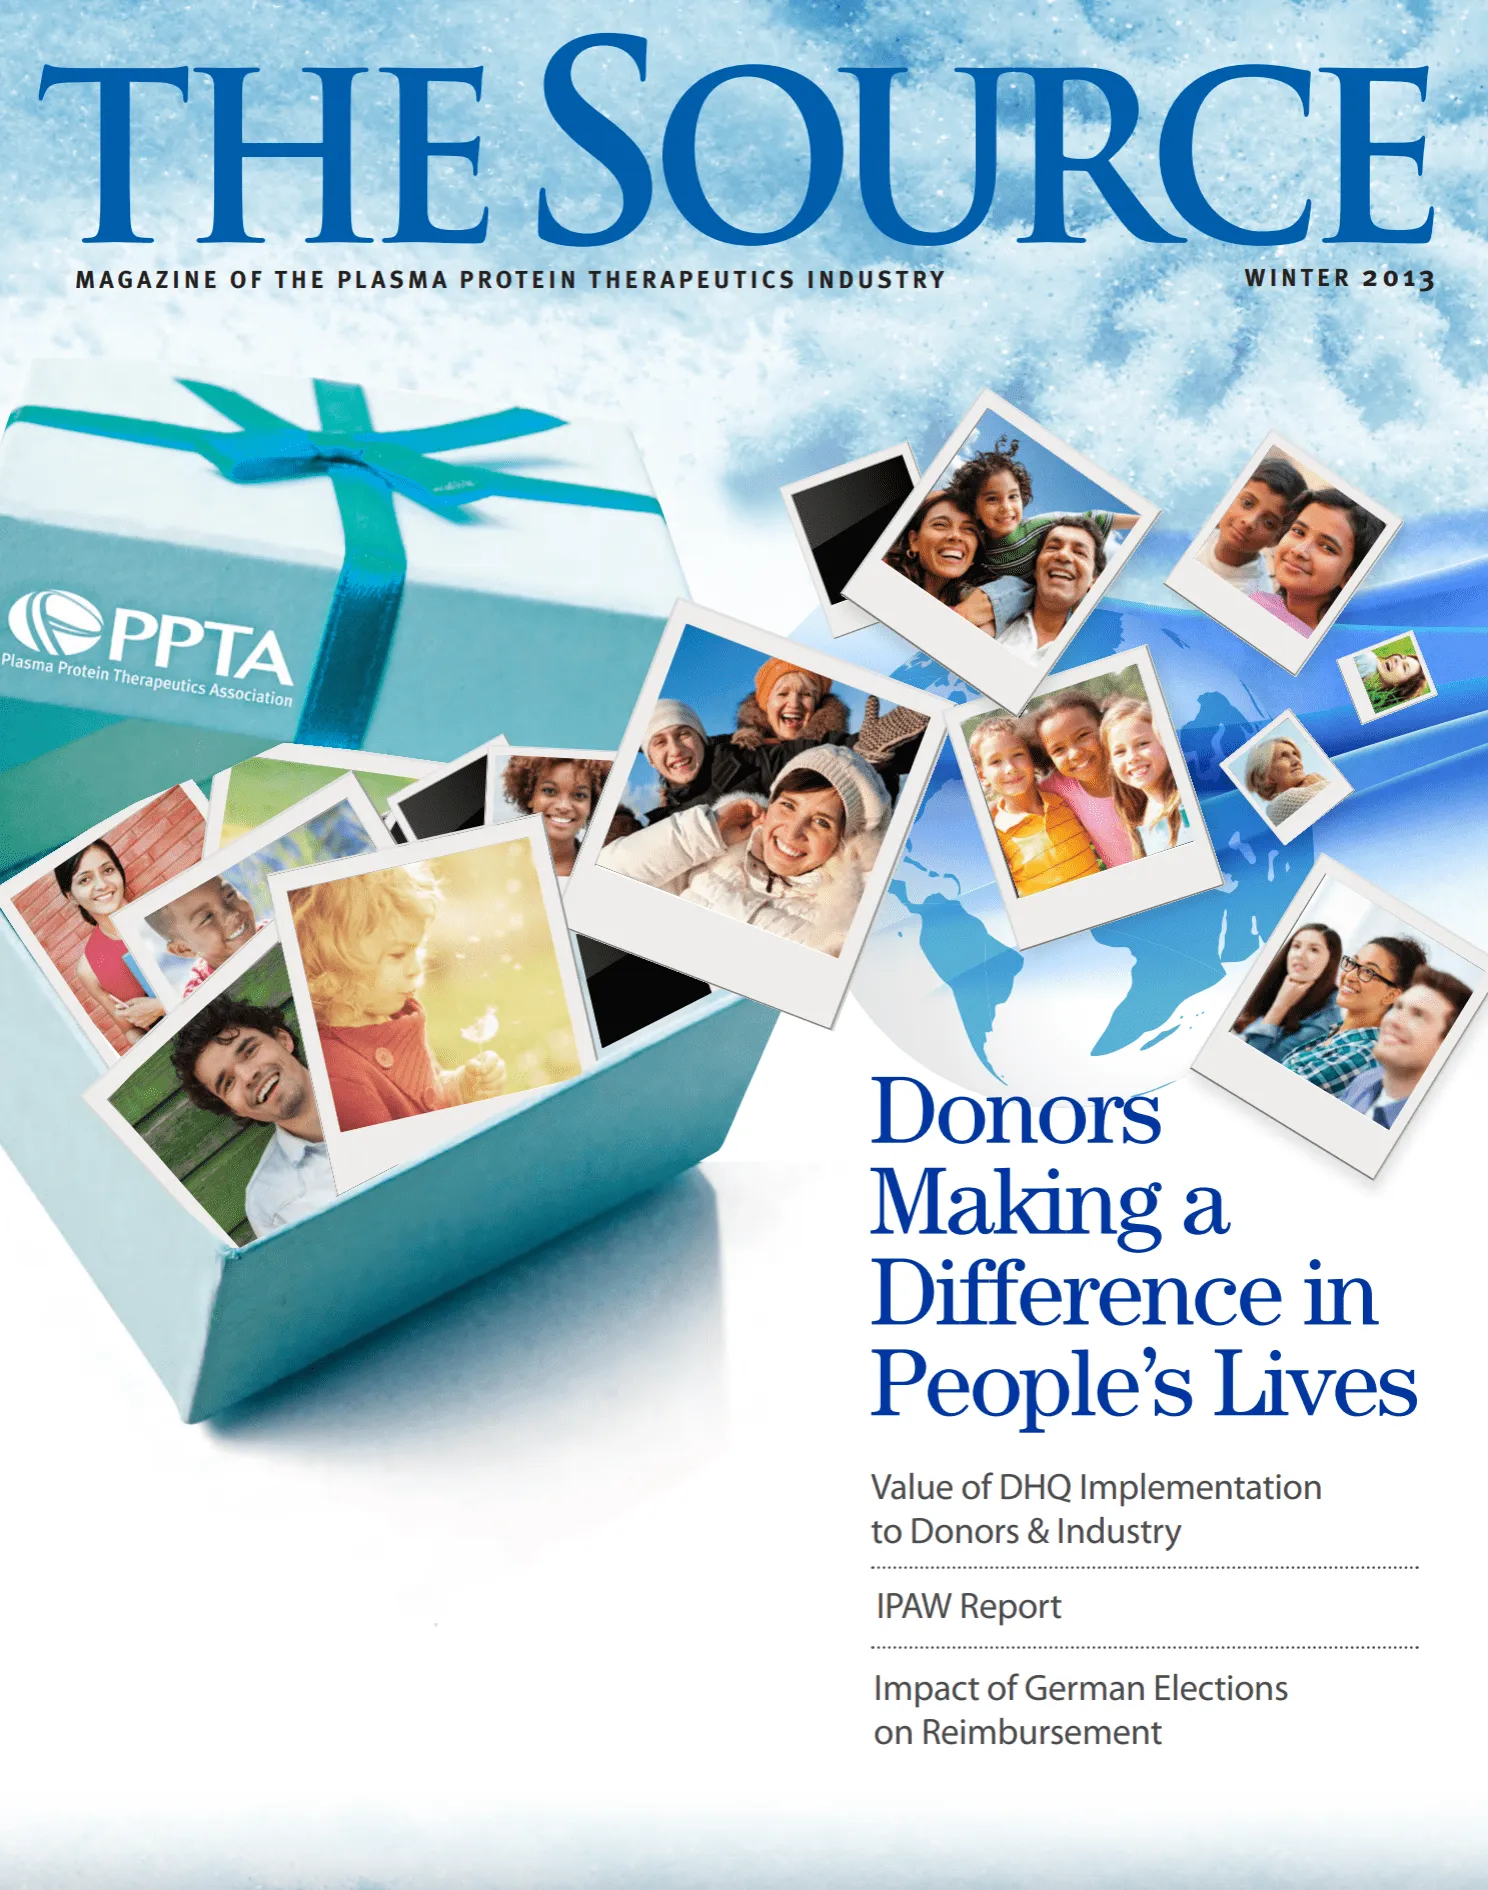 THE SOURCE
MAGAZINE OF THE PLASMA PROTEIN THERAPEUTICS INDUSTRY
WINTER 2013
PPTA
Plasma Protein Therapeutics Association
Donors
Making a
Difference in
People’s Lives
Value of DHQ Implementation
to Donors & Industry
IPAW Report
Impact of German Elections
on Reimbursement